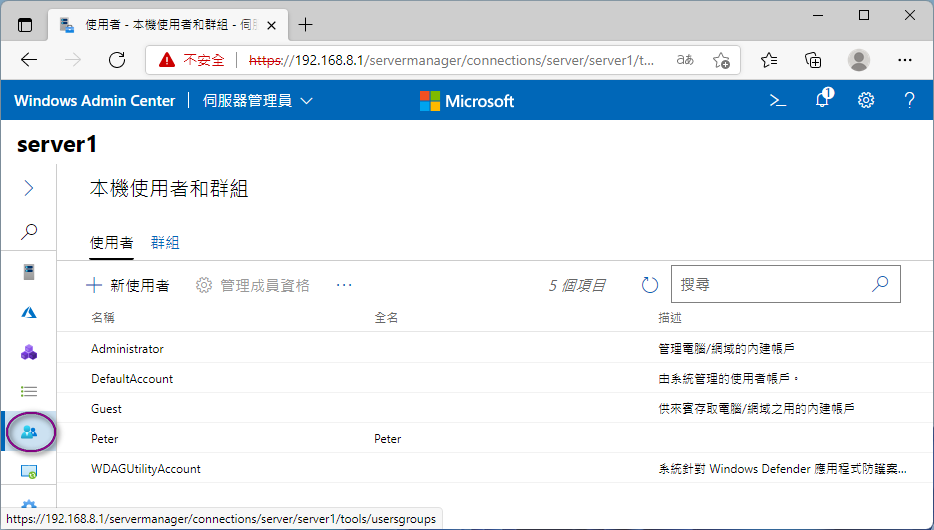 使用者 - 本機使用者和群組 - 伺服
不安全 https://192.168.8.1/servermanager/connections/server/server1/t... aあ
Windows Admin Center 伺服器管理員 Microsoft 1 ?
server1
本機使用者和群組
使用者 群組
新使用者 管理成員資格 ... 5 個項目 搜尋
名稱 全名 描述
Administrator 管理電腦/網域的內建帳戶
DefaultAccount 由系統管理的使用者帳戶。
Guest 供來賓存取電腦/網域之用的內建帳戶
Peter Peter
WDAGUtilityAccount 系統針對 Windows Defender 應用程式防護案...
https://192.168.8.1/servermanager/connections/server/server1/tools/usersgroups